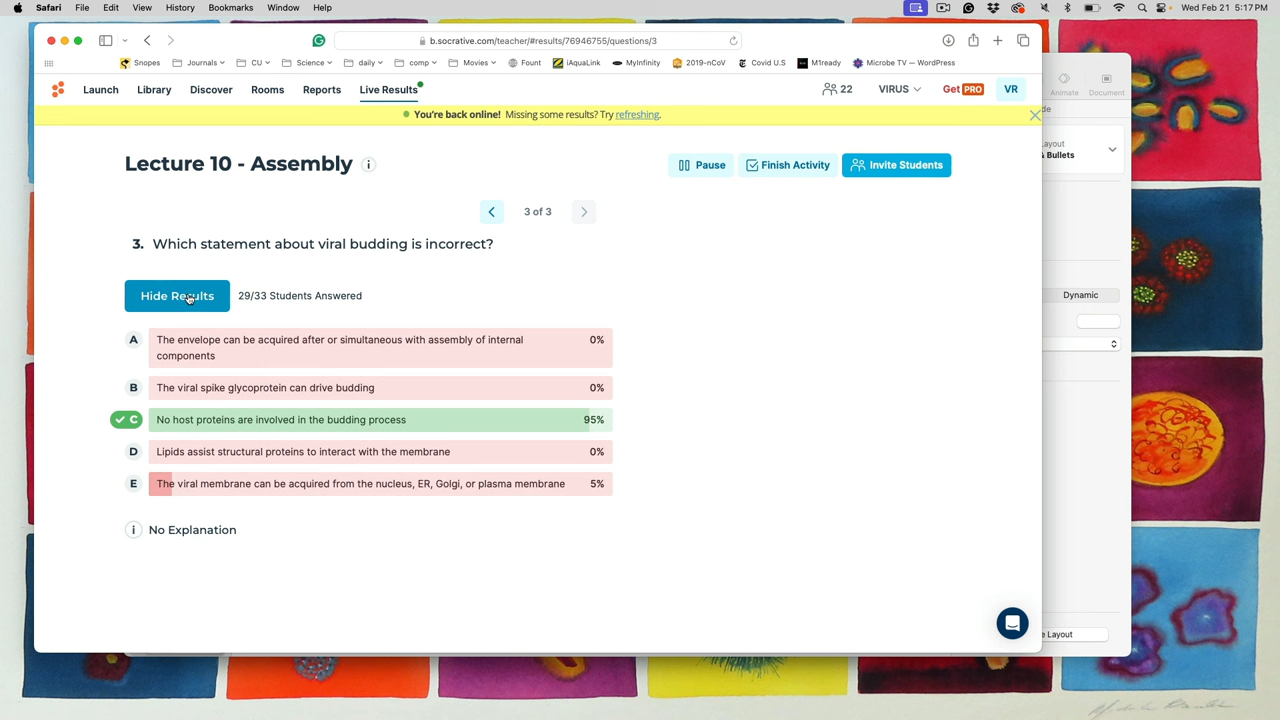 Safari File Edit View History Bookmarks Window Help Wed Feb 21 5:17 PM
b.socrative.com/teacher/#results/76946755/questions/3
Snopes Journals CU Science daily comp Movies Fount iAquaLink MyInfinity 2019-nCoV Covid U.S M1ready Microbe TV — WordPress
Animate Document
Launch Library Discover Rooms Reports Live Results 22 VIRUS Get PRO VR
de
You're back online! Missing some results? Try refreshing.
ayout
& Bullets
Lecture 10 - Assembly
Pause Finish Activity Invite Students
3 of 3
3. Which statement about viral budding is incorrect?
Hide Results 29/33 Students Answered
Dynamic
A The envelope can be acquired after or simultaneous with assembly of internal components 0%
B The viral spike glycoprotein can drive budding 0%
C No host proteins are involved in the budding process 95%
D Lipids assist structural proteins to interact with the membrane 0%
E The viral membrane can be acquired from the nucleus, ER, Golgi, or plasma membrane 5%
No Explanation
e Layout